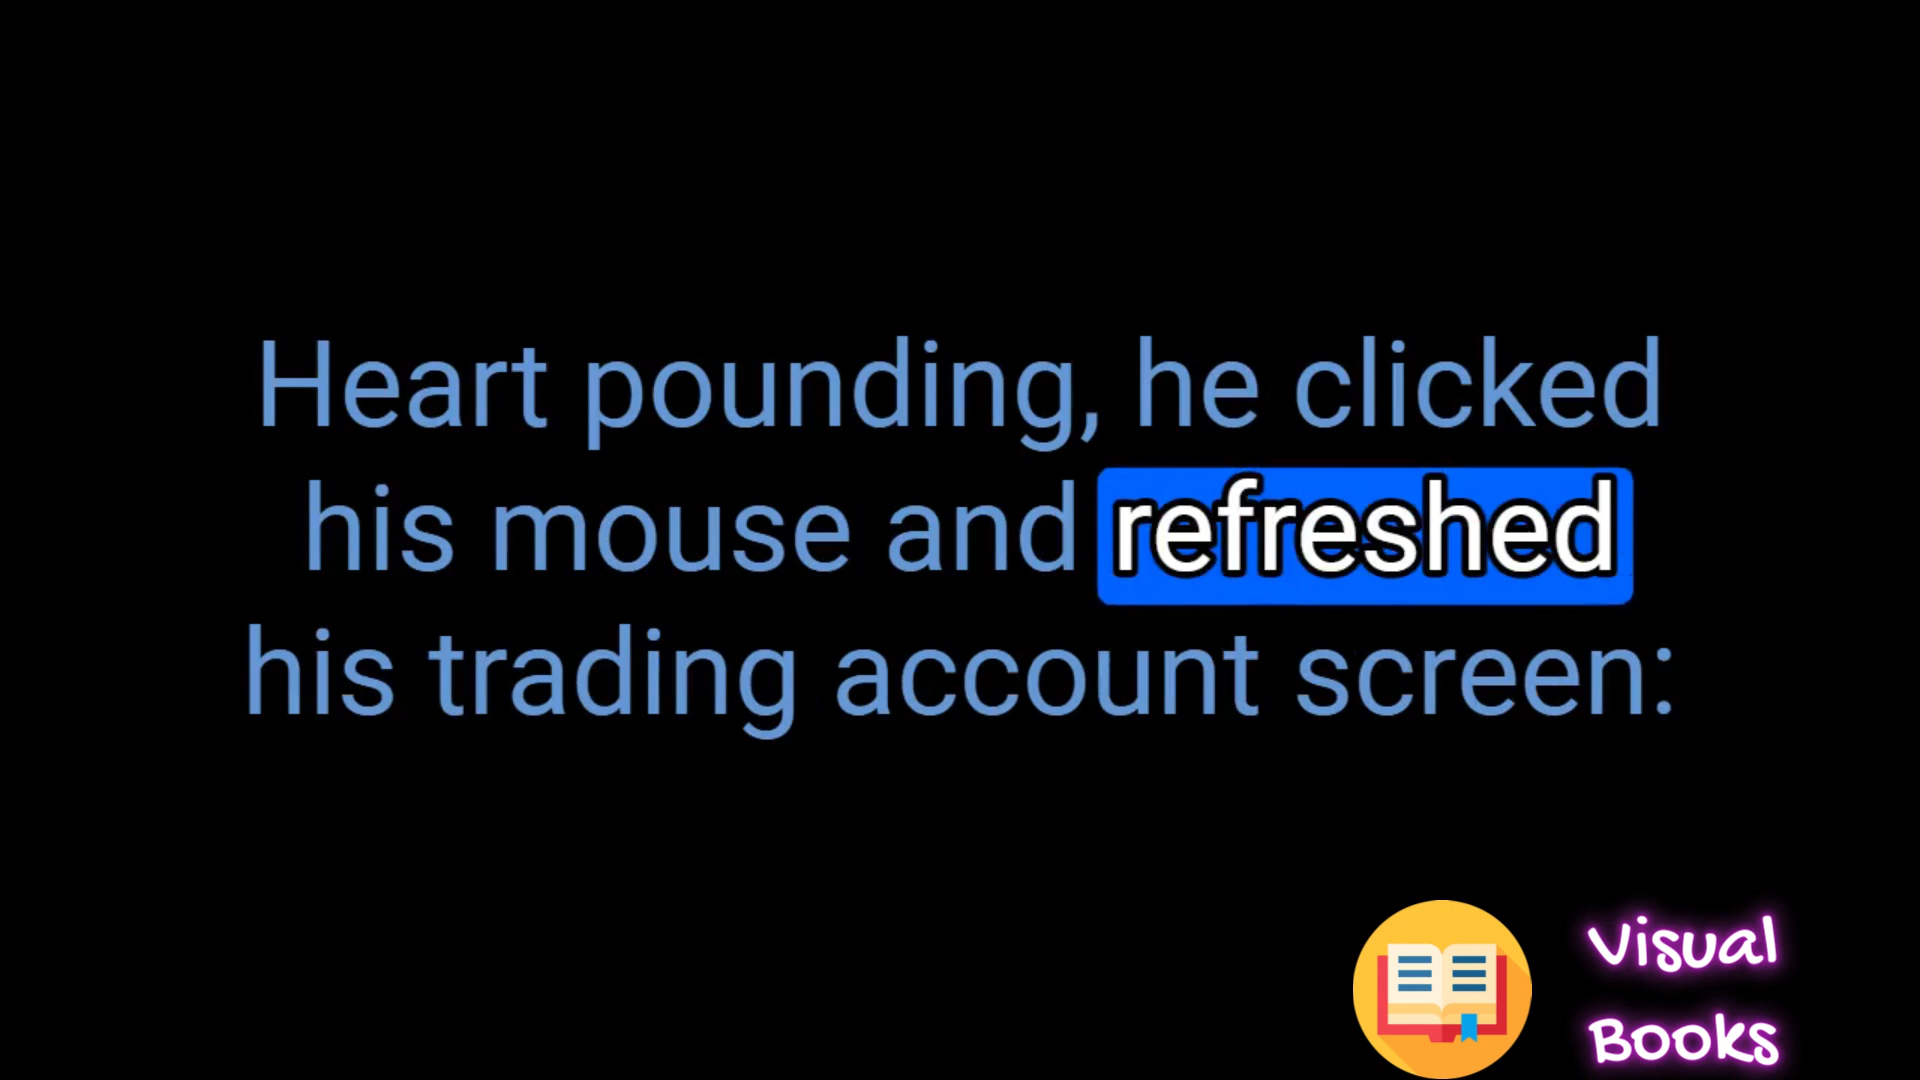 Heart pounding, he clicked
his mouse and refreshed
his trading account screen:
Visual
Books